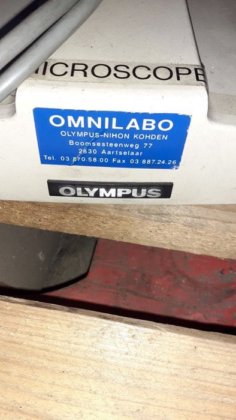 MICROSCOPE
OMNILABO
OLYMPUS-NIHON KOHDEN
Boomsesteenweg 77
2630 Aartselaar
Tel. 03 870.58 00 Fax 03 887.24.26
OLYMPUS